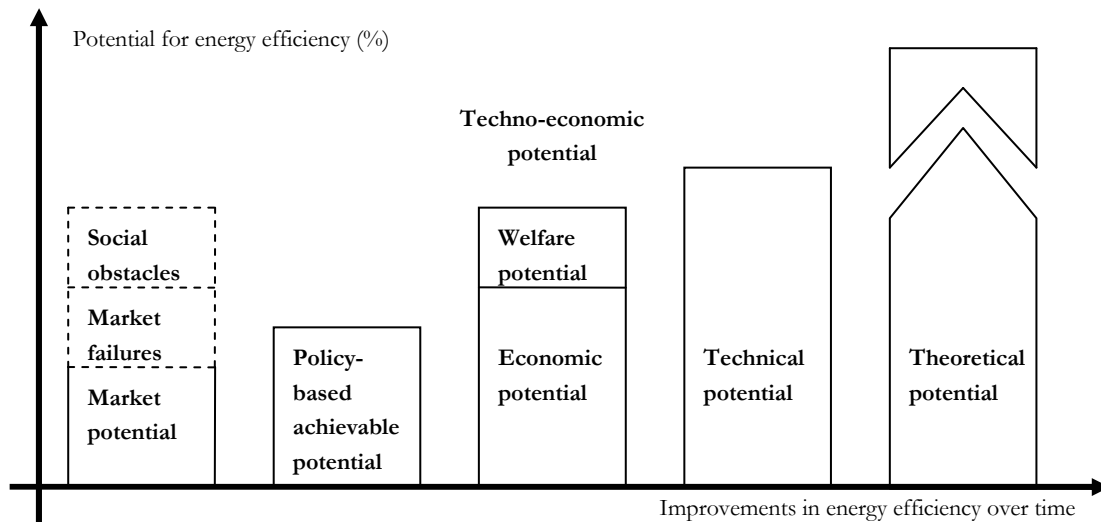 Potential for energy efficiency (%)
Techno-economic
potential
Social
obstacles
Market
failures
Market
potential
Policy-
based
achievable
potential
Welfare
potential
Economic
potential
Technical
potential
Theoretical
potential
Improvements in energy efficiency over time